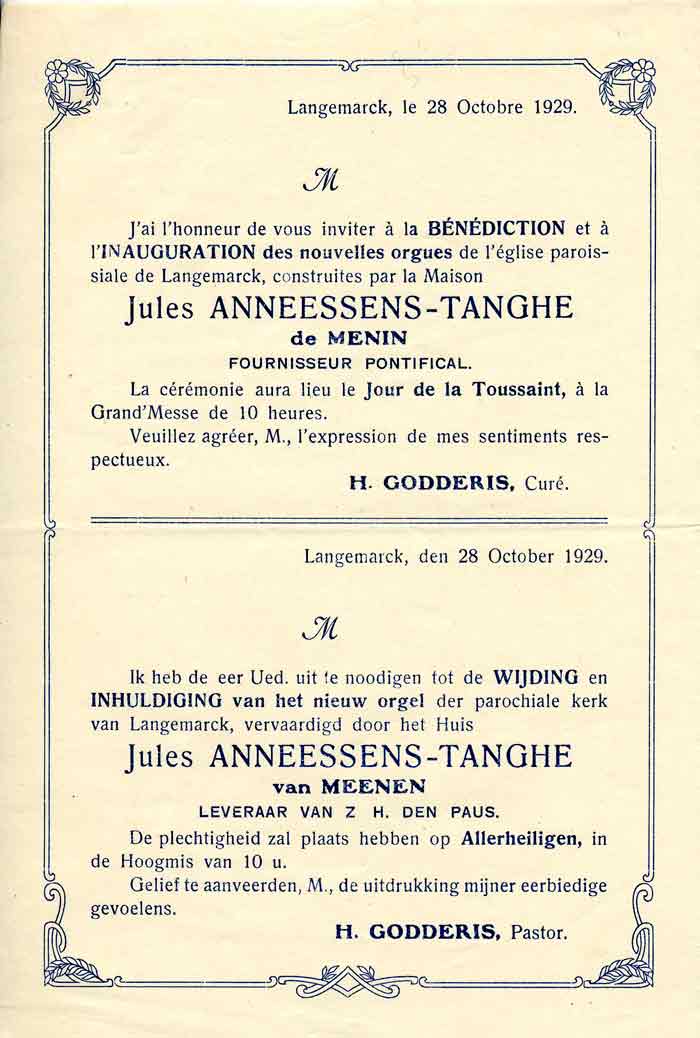 Langemarck, le 28 Octobre 1929.
M
J'ai l'honneur de vous inviter à la BÉNÉDICTION et à
l'INAUGURATION des nouvelles orgues de l'église parois-
siale de Langemarck, construites par la Maison
Jules ANNEESSENS-TANGHE
de MENIN
FOURNISSEUR PONTIFICAL.
La cérémonie aura lieu le Jour de la Toussaint, à la
Grand'Messe de 10 heures.
Veuillez agréer, M., l'expression de mes sentiments res-
pectueux.
H. GODDERIS, Curé.
Langemarck, den 28 October 1929.
M
Ik heb de eer Ued. uit te noodigen tot de WIJDING en
INHULDIGING van het nieuw orgel der parochiale kerk
van Langemarck, vervaardigd door het Huis
Jules ANNEESSENS-TANGHE
van MEENEN
LEVERAAR VAN Z H. DEN PAUS.
De plechtigheid zal plaats hebben op Allerheiligen, in
de Hoogmis van 10 u.
Gelief te aanveerden, M., de uitdrukking mijner eerbiedige
gevoelens.
H. GODDERIS, Pastor.